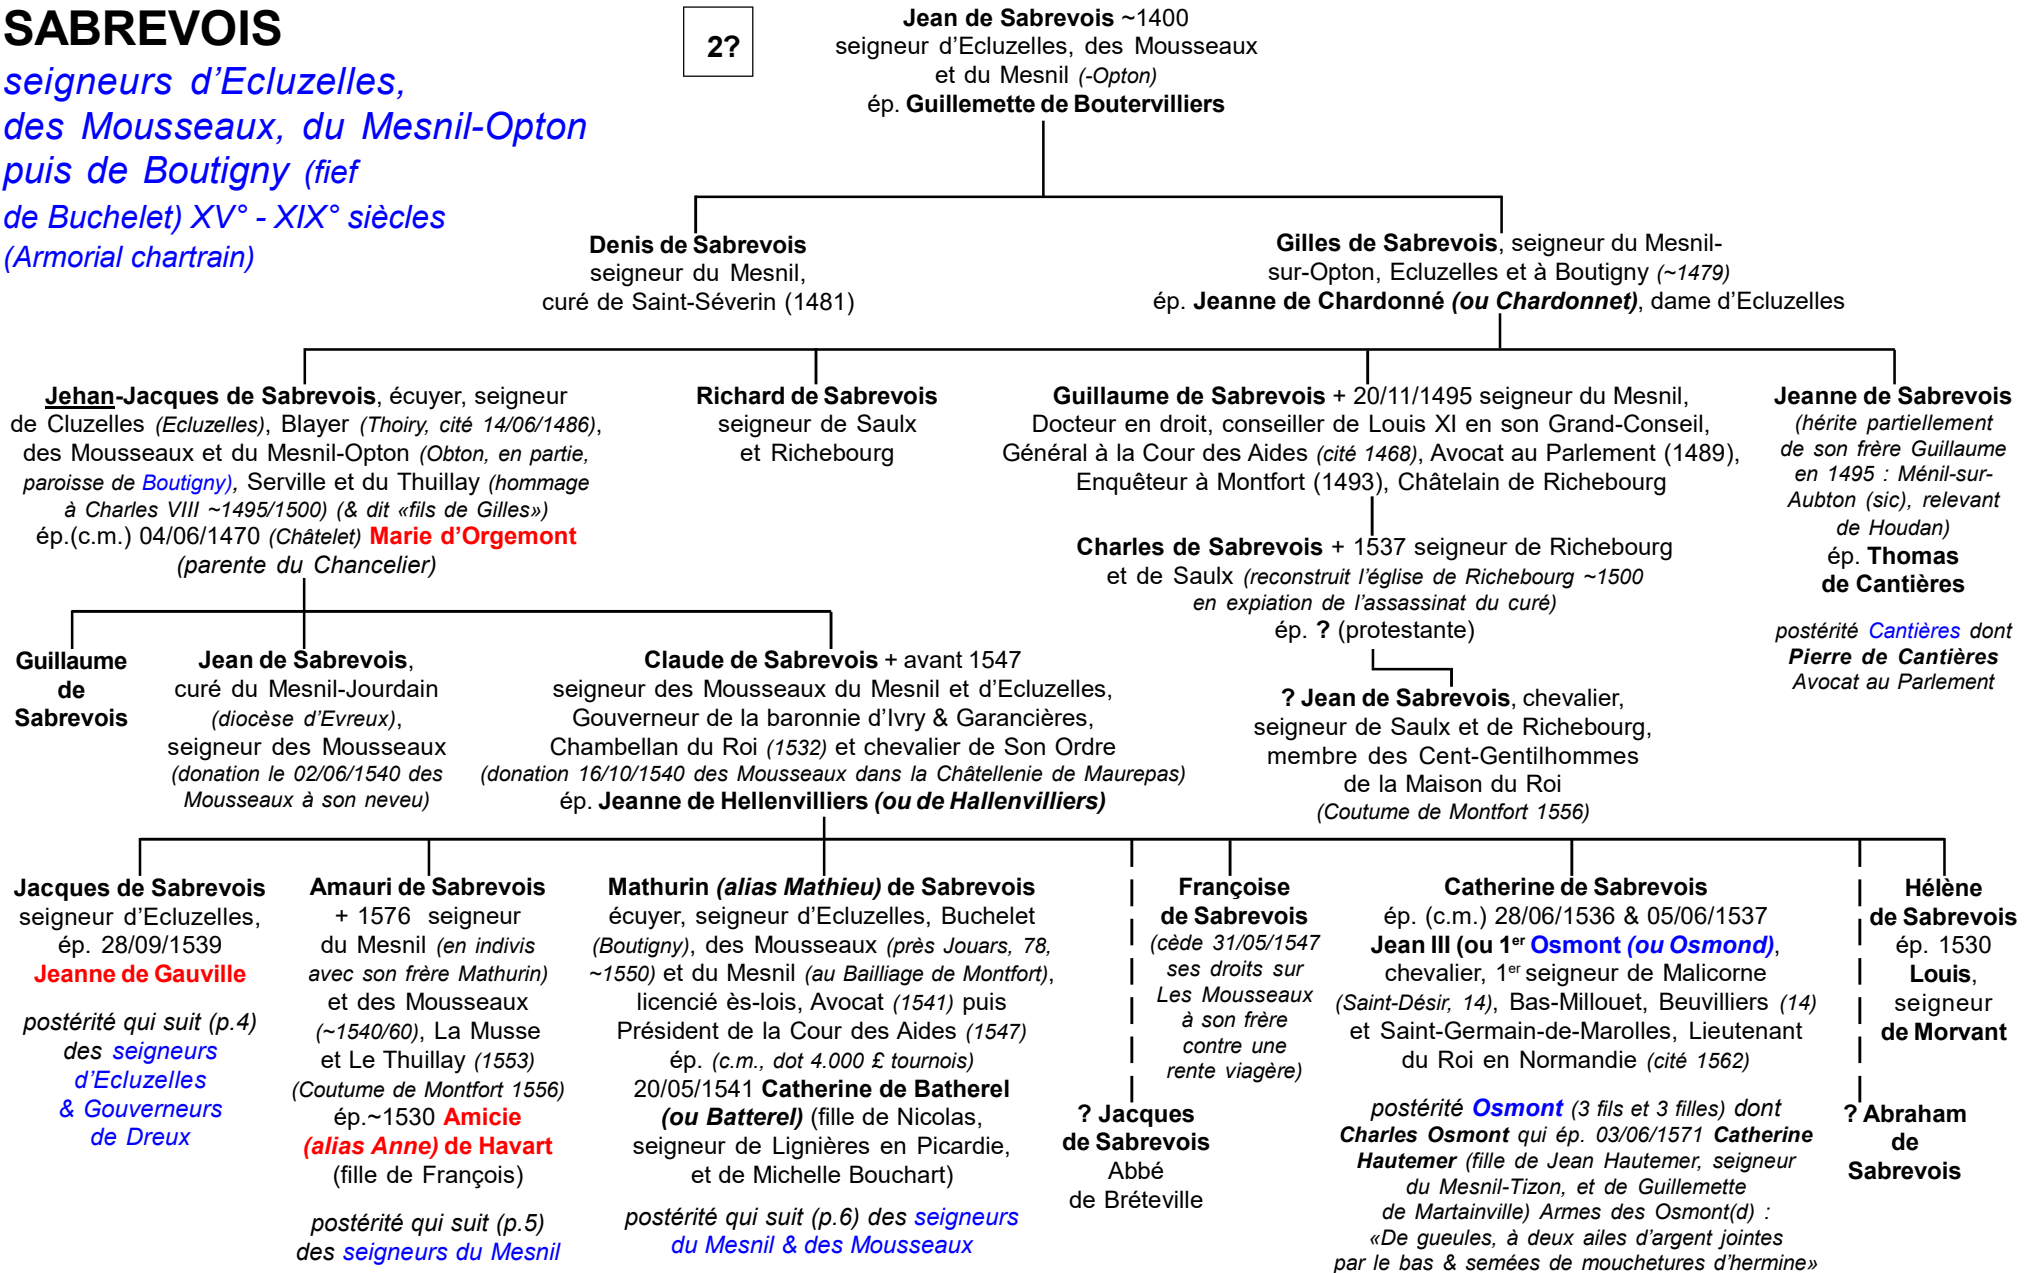 SABREVOIS
seigneurs d'Ecluzelles,
des Mousseaux, du Mesnil-Opton
puis de Boutigny (fief
de Buchelet) XV° - XIX° siècles
(Armorial chartrain)
2?
Jean de Sabrevois ~1400
seigneur d'Ecluzelles, des Mousseaux
et du Mesnil (-Opton)
ép. Guillemette de Boutervilliers
Denis de Sabrevois
seigneur du Mesnil,
curé de Saint-Séverin (1481)
Gilles de Sabrevois, seigneur du Mesnil-
sur-Opton, Ecluzelles et à Boutigny (~1479)
ép. Jeanne de Chardonné (ou Chardonnet), dame d'Ecluzelles
Jehan-Jacques de Sabrevois, écuyer, seigneur
de Cluzelles (Ecluzelles), Blayer (Thoiry, cité 14/06/1486),
des Mousseaux et du Mesnil-Opton (Obton, en partie,
paroisse de Boutigny), Serville et du Thuillay (hommage
à Charles VIII ~1495/1500) (& dit «fils de Gilles»)
ép.(c.m.) 04/06/1470 (Châtelet) Marie d'Orgemont
(parente du Chancelier)
Richard de Sabrevois
seigneur de Saulx
et Richebourg
Guillaume de Sabrevois + 20/11/1495 seigneur du Mesnil,
Docteur en droit, conseiller de Louis XI en son Grand-Conseil,
Général à la Cour des Aides (cité 1468), Avocat au Parlement (1489),
Enquêteur à Montfort (1493), Châtelain de Richebourg
Jeanne de Sabrevois
(hérite partiellement
de son frère Guillaume
en 1495 : Ménil-sur-
Aubton (sic), relevant
de Houdan)
ép. Thomas
de Cantières
postérité Cantières dont
Pierre de Cantières
Avocat au Parlement
Charles de Sabrevois + 1537 seigneur de Richebourg
et de Saulx (reconstruit l'église de Richebourg ~1500
en expiation de l'assassinat du curé)
ép. ? (protestante)
? Jean de Sabrevois, chevalier,
seigneur de Saulx et de Richebourg,
membre des Cent-Gentilhommes
de la Maison du Roi
(Coutume de Montfort 1556)
Guillaume
de
Sabrevois
Jean de Sabrevois,
curé du Mesnil-Jourdain
(diocèse d'Evreux),
seigneur des Mousseaux
(donation le 02/06/1540 des
Mousseaux à son neveu)
Claude de Sabrevois + avant 1547
seigneur des Mousseaux du Mesnil et d'Ecluzelles,
Gouverneur de la baronnie d'Ivry & Garancières,
Chambellan du Roi (1532) et chevalier de Son Ordre
(donation 16/10/1540 des Mousseaux dans la Châtellenie de Maurepas)
ép. Jeanne de Hellenvilliers (ou de Hallenvilliers)
Jacques de Sabrevois
seigneur d'Ecluzelles,
ép. 28/09/1539
Jeanne de Gauville
postérité qui suit (p.4)
des seigneurs
d'Ecluzelles
& Gouverneurs
de Dreux
Amauri de Sabrevois
+ 1576 seigneur
du Mesnil (en indivis
avec son frère Mathurin)
et des Mousseaux
(~1540/60), La Musse
et Le Thuillay (1553)
(Coutume de Montfort 1556)
ép.~1530 Amicie
(alias Anne) de Havart
(fille de François)
postérité qui suit (p.5)
des seigneurs du Mesnil
Mathurin (alias Mathieu) de Sabrevois
écuyer, seigneur d'Ecluzelles, Buchelet
(Boutigny), des Mousseaux (près Jouars, 78,
~1550) et du Mesnil (au Bailliage de Montfort),
licencié ès-lois, Avocat (1541) puis
Président de la Cour des Aides (1547)
ép. (c.m., dot 4.000 £ tournois)
20/05/1541 Catherine de Batherel
(ou Batterel) (fille de Nicolas,
seigneur de Lignières en Picardie,
et de Michelle Bouchart)
postérité qui suit (p.6) des seigneurs
du Mesnil & des Mousseaux
? Jacques
de Sabrevois
Abbé
de Bréteville
Françoise
de Sabrevois
(cède 31/05/1547
ses droits sur
Les Mousseaux
à son frère
contre une
rente viagère)
Catherine de Sabrevois
ép. (c.m.) 28/06/1536 & 05/06/1537
Jean III (ou 1er Osmont (ou Osmond),
chevalier, 1er seigneur de Malicorne
(Saint-Désir, 14), Bas-Millouet, Beuvilliers (14)
et Saint-Germain-de-Marolles, Lieutenant
du Roi en Normandie (cité 1562)
postérité Osmont (3 fils et 3 filles) dont
Charles Osmont qui ép. 03/06/1571 Catherine
Hautemer (fille de Jean Hautemer, seigneur
du Mesnil-Tizon, et de Guillemette
de Martainville) Armes des Osmont(d) :
«De gueules, à deux ailes d'argent jointes
par le bas & semées de mouchetures d'hermine»
Hélène
de Sabrevois
ép. 1530
Louis,
seigneur
de Morvant
? Abraham
de
Sabrevois